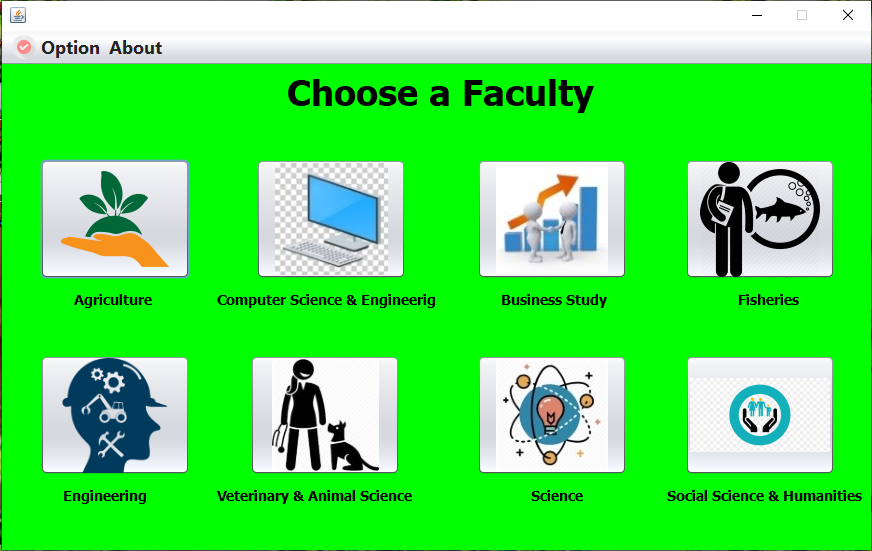 Option About
Choose a Faculty
Agriculture
Computer Science & Engineerig
Business Study
Fisheries
Engineering
Veterinary & Animal Science
Science
Social Science & Humanities